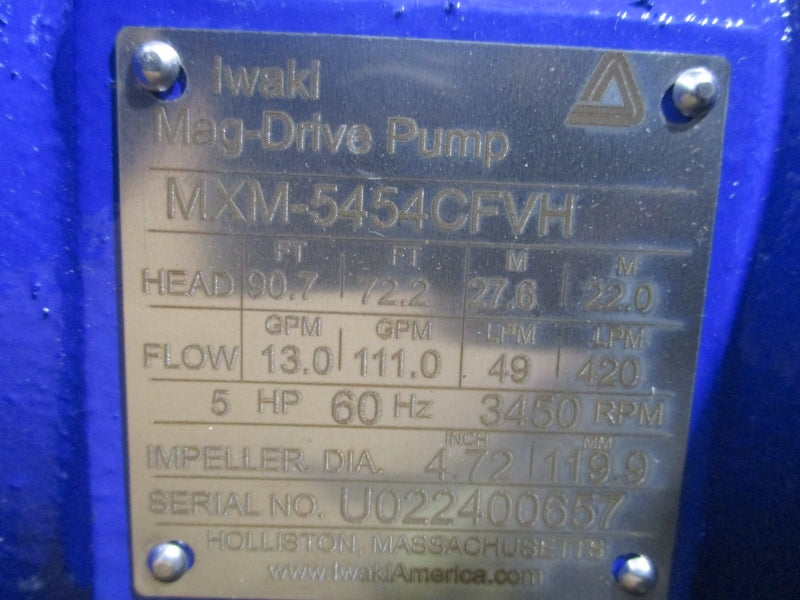 Iwaki
Mag-Drive Pump
MXM-5454CFVH
FT FT M M
HEAD 90.7 72.2 27.6 22.0
GPM GPM LPM LPM
FLOW 13.0 111.0 49 420
5 HP 60 Hz 3450 RPM
INCH MM
IMPELLER. DIA. 4.72 119.9
SERIAL NO. U022400657
HOLLISTON, MASSACHUSETTS
www.IwakiAmerica.com